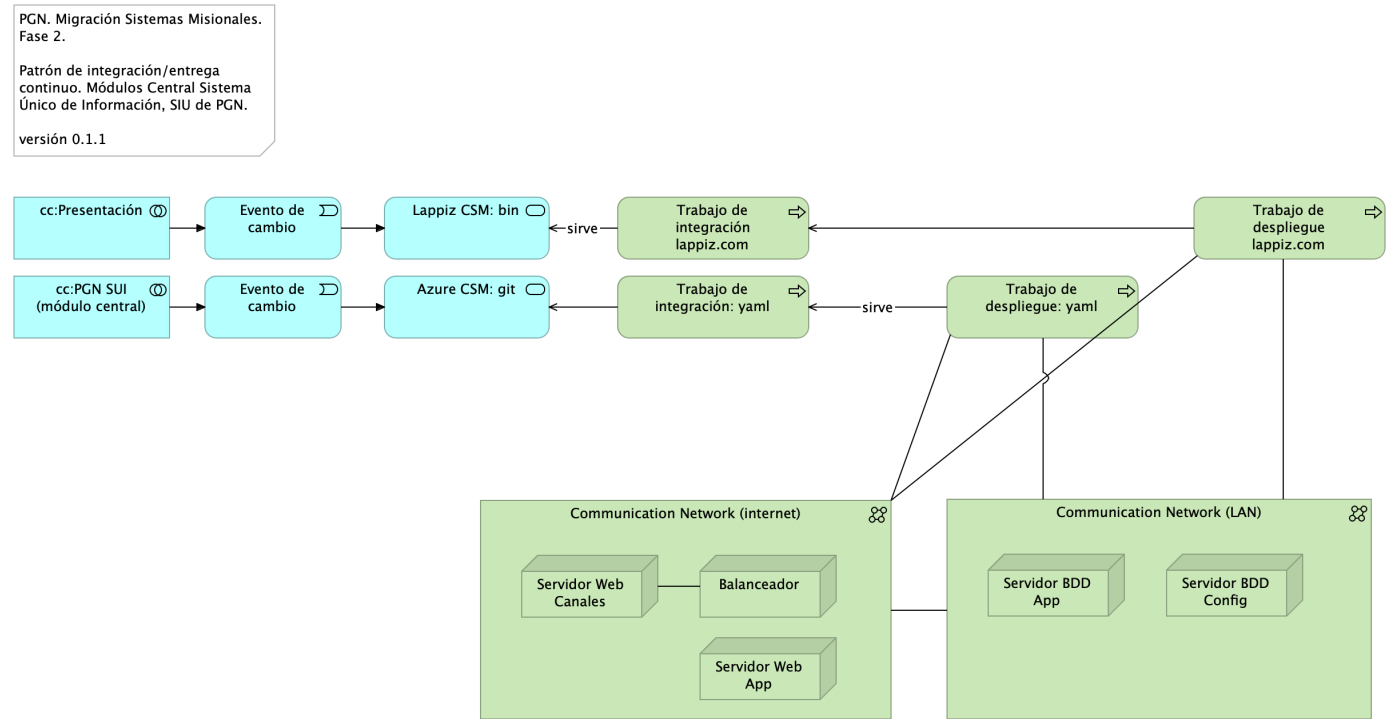 PGN. Migración Sistemas Misionales.
Fase 2.
Patrón de integración/entrega
continuo. Módulos Central Sistema
Único de Información, SIU de PGN.
versión 0.1.1
cc:Presentación
Evento de
cambio
Lappiz CSM: bin
sirve
Trabajo de
integración
lappiz.com
Trabajo de
despliegue
lappiz.com
cc:PGN SUI
(módulo central)
Evento de
cambio
Azure CSM: git
Trabajo de
integración: yaml
sirve
Trabajo de
despliegue: yaml
Communication Network (internet)
Servidor Web
Canales
Balanceador
Servidor Web
App
Communication Network (LAN)
Servidor BDD
App
Servidor BDD
Config